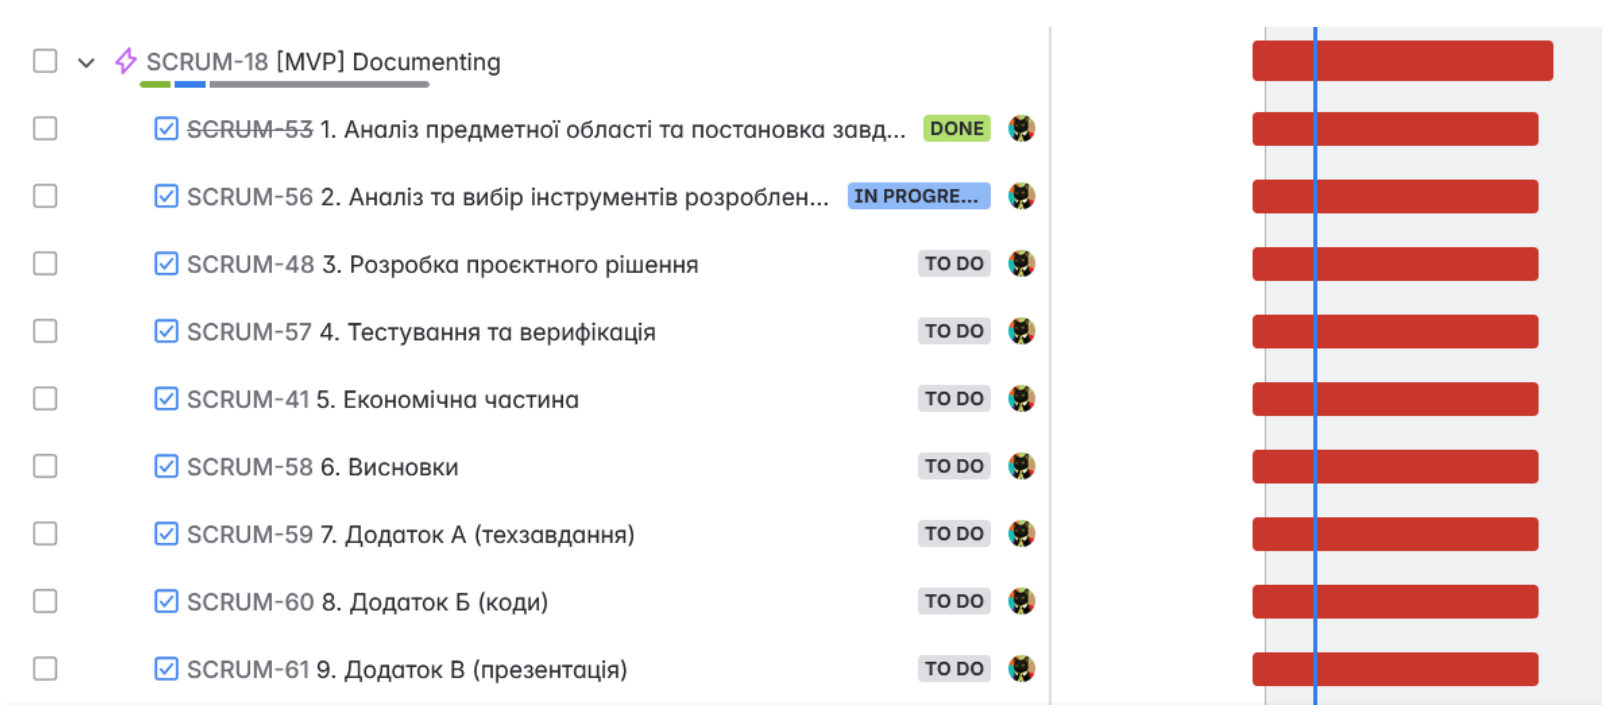 SCRUM-18 [MVP] Documenting
SCRUM-53 1. Аналіз предметної області та постановка завд... DONE
SCRUM-56 2. Аналіз та вибір інструментів розроблен... IN PROGRE...
SCRUM-48 3. Розробка проєктного рішення TO DO
SCRUM-57 4. Тестування та верифікація TO DO
SCRUM-41 5. Економічна частина TO DO
SCRUM-58 6. Висновки TO DO
SCRUM-59 7. Додаток А (техзавдання) TO DO
SCRUM-60 8. Додаток Б (коди) TO DO
SCRUM-61 9. Додаток В (презентація) TO DO